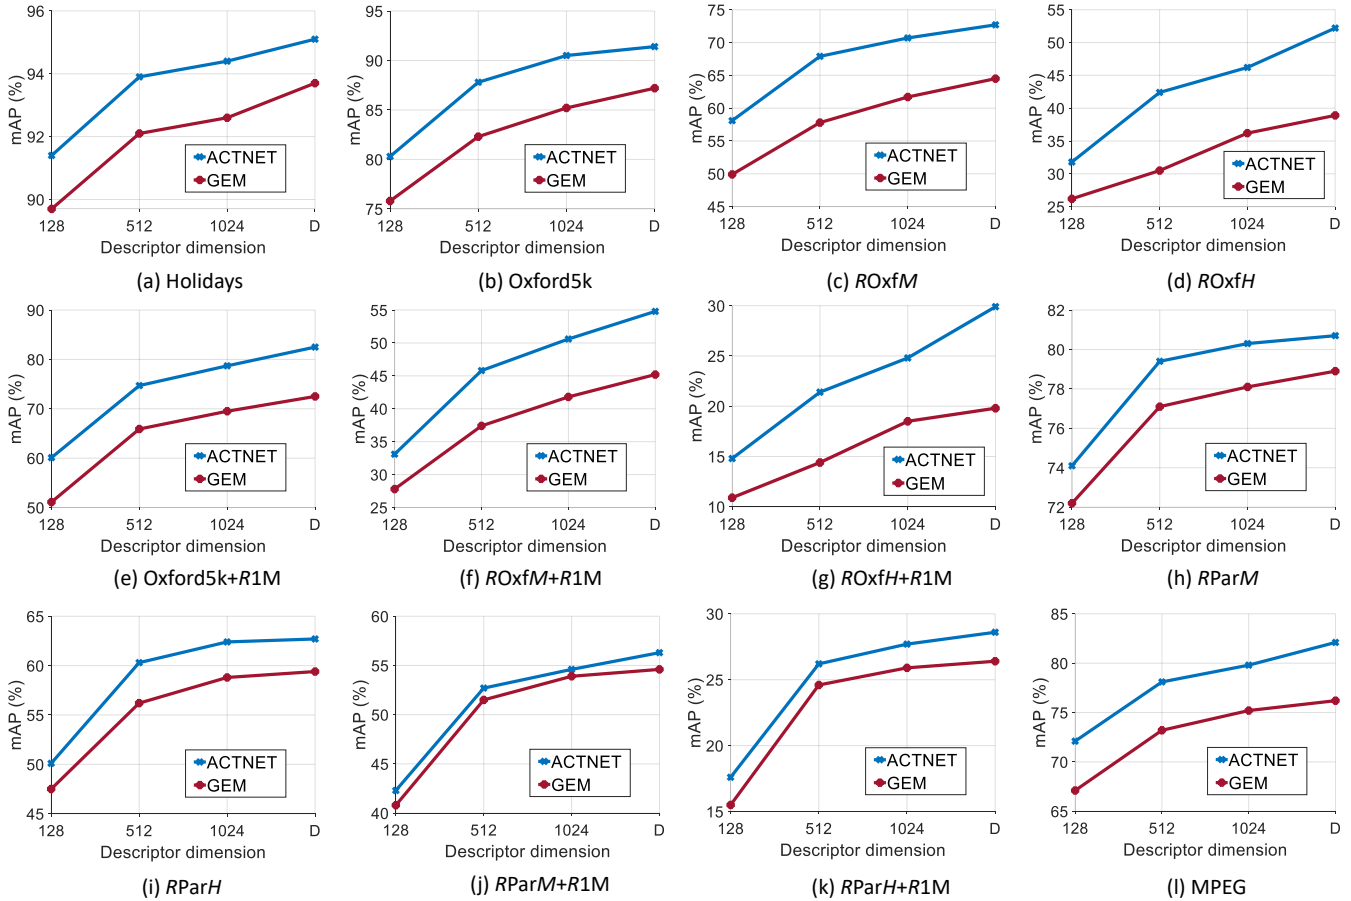 96
94
92
90
mAP (%)
ACTNET
GEM
128 512 1024 D
Descriptor dimension
(a) Holidays
95
90
85
80
75
mAP (%)
ACTNET
GEM
128 512 1024 D
Descriptor dimension
(b) Oxford5k
75
70
65
60
55
50
45
mAP (%)
ACTNET
GEM
128 512 1024 D
Descriptor dimension
(c) ROxfM
55
50
45
40
35
30
25
mAP (%)
ACTNET
GEM
128 512 1024 D
Descriptor dimension
(d) ROxfH
90
80
70
60
50
mAP (%)
ACTNET
GEM
128 512 1024 D
Descriptor dimension
(e) Oxford5k+R1M
55
50
45
40
35
30
25
mAP (%)
ACTNET
GEM
128 512 1024 D
Descriptor dimension
(f) ROxfM+R1M
30
25
20
15
10
mAP (%)
ACTNET
GEM
128 512 1024 D
Descriptor dimension
(g) ROxfH+R1M
82
80
78
76
74
72
mAP (%)
ACTNET
GEM
128 512 1024 D
Descriptor dimension
(h) RParM
65
60
55
50
45
mAP (%)
ACTNET
GEM
128 512 1024 D
Descriptor dimension
(i) RParH
60
55
50
45
40
mAP (%)
ACTNET
GEM
128 512 1024 D
Descriptor dimension
(j) RParM+R1M
30
25
20
15
mAP (%)
ACTNET
GEM
128 512 1024 D
Descriptor dimension
(k) RParH+R1M
85
80
75
70
65
mAP (%)
ACTNET
GEM
128 512 1024 D
Descriptor dimension
(l) MPEG